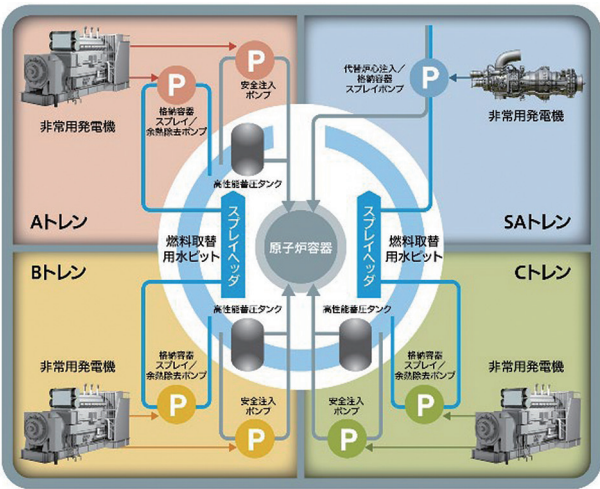 P
安全注入
ポンプ
P
格納容器
スプレイ/
余熱除去ポンプ
非常用発電機
高性能蓄圧タンク
Aトレン
代替炉心注入/
格納容器
スプレイポンプ
P
非常用発電機
SAトレン
燃料取替
用水ピット
スプレイヘッダ
原子炉容器
スプレイヘッダ
燃料取替
用水ピット
Bトレン
高性能蓄圧タンク
格納容器
スプレイ/
余熱除去ポンプ
非常用発電機
P
安全注入
ポンプ
P
Cトレン
高性能蓄圧タンク
格納容器
スプレイ/
余熱除去ポンプ
非常用発電機
P
安全注入
ポンプ
P